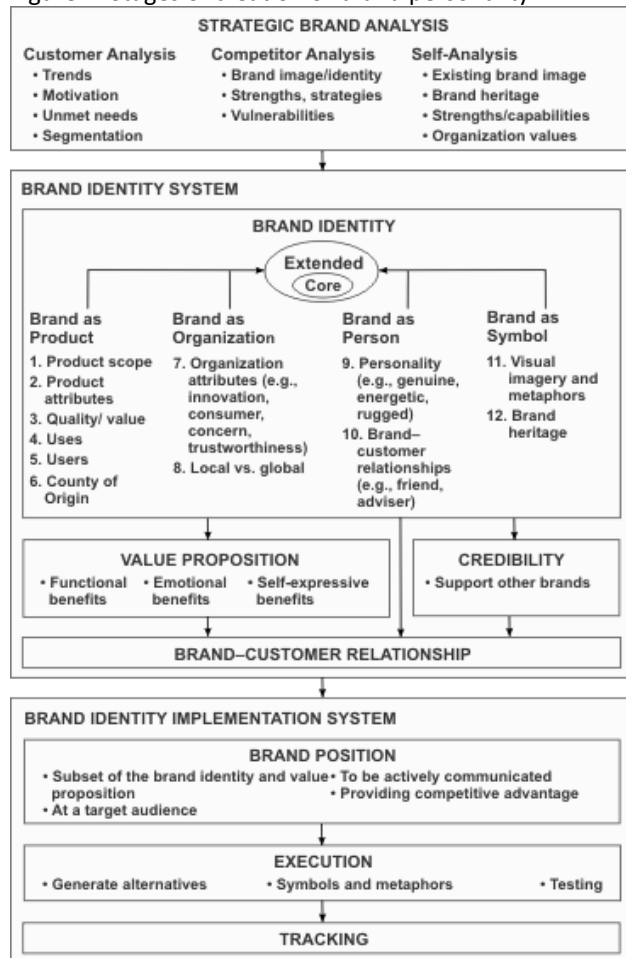 STRATEGIC BRAND ANALYSIS
Customer Analysis
• Trends
• Motivation
• Unmet needs
• Segmentation
Competitor Analysis
• Brand image/identity
• Strengths, strategies
• Vulnerabilities
Self-Analysis
• Existing brand image
• Brand heritage
• Strengths/capabilities
• Organization values
BRAND IDENTITY SYSTEM
BRAND IDENTITY
Extended
Core
Brand as
Product
1. Product scope
2. Product
attributes
3. Quality/ value
4. Uses
5. Users
6. County of
Origin
Brand as
Organization
7. Organization
attributes (e.g.,
innovation,
consumer,
concern,
trustworthiness)
8. Local vs. global
Brand as
Person
9. Personality
(e.g., genuine,
energetic,
rugged)
10. Brand–
customer
relationships
(e.g., friend,
adviser)
Brand as
Symbol
11. Visual
imagery and
metaphors
12. Brand
heritage
VALUE PROPOSITION
• Functional
benefits
• Emotional
benefits
• Self-expressive
benefits
CREDIBILITY
• Support other brands
BRAND–CUSTOMER RELATIONSHIP
BRAND IDENTITY IMPLEMENTATION SYSTEM
BRAND POSITION
• Subset of the brand identity and value
proposition
• At a target audience
• To be actively communicated
• Providing competitive advantage
EXECUTION
• Generate alternatives
• Symbols and metaphors
• Testing
TRACKING